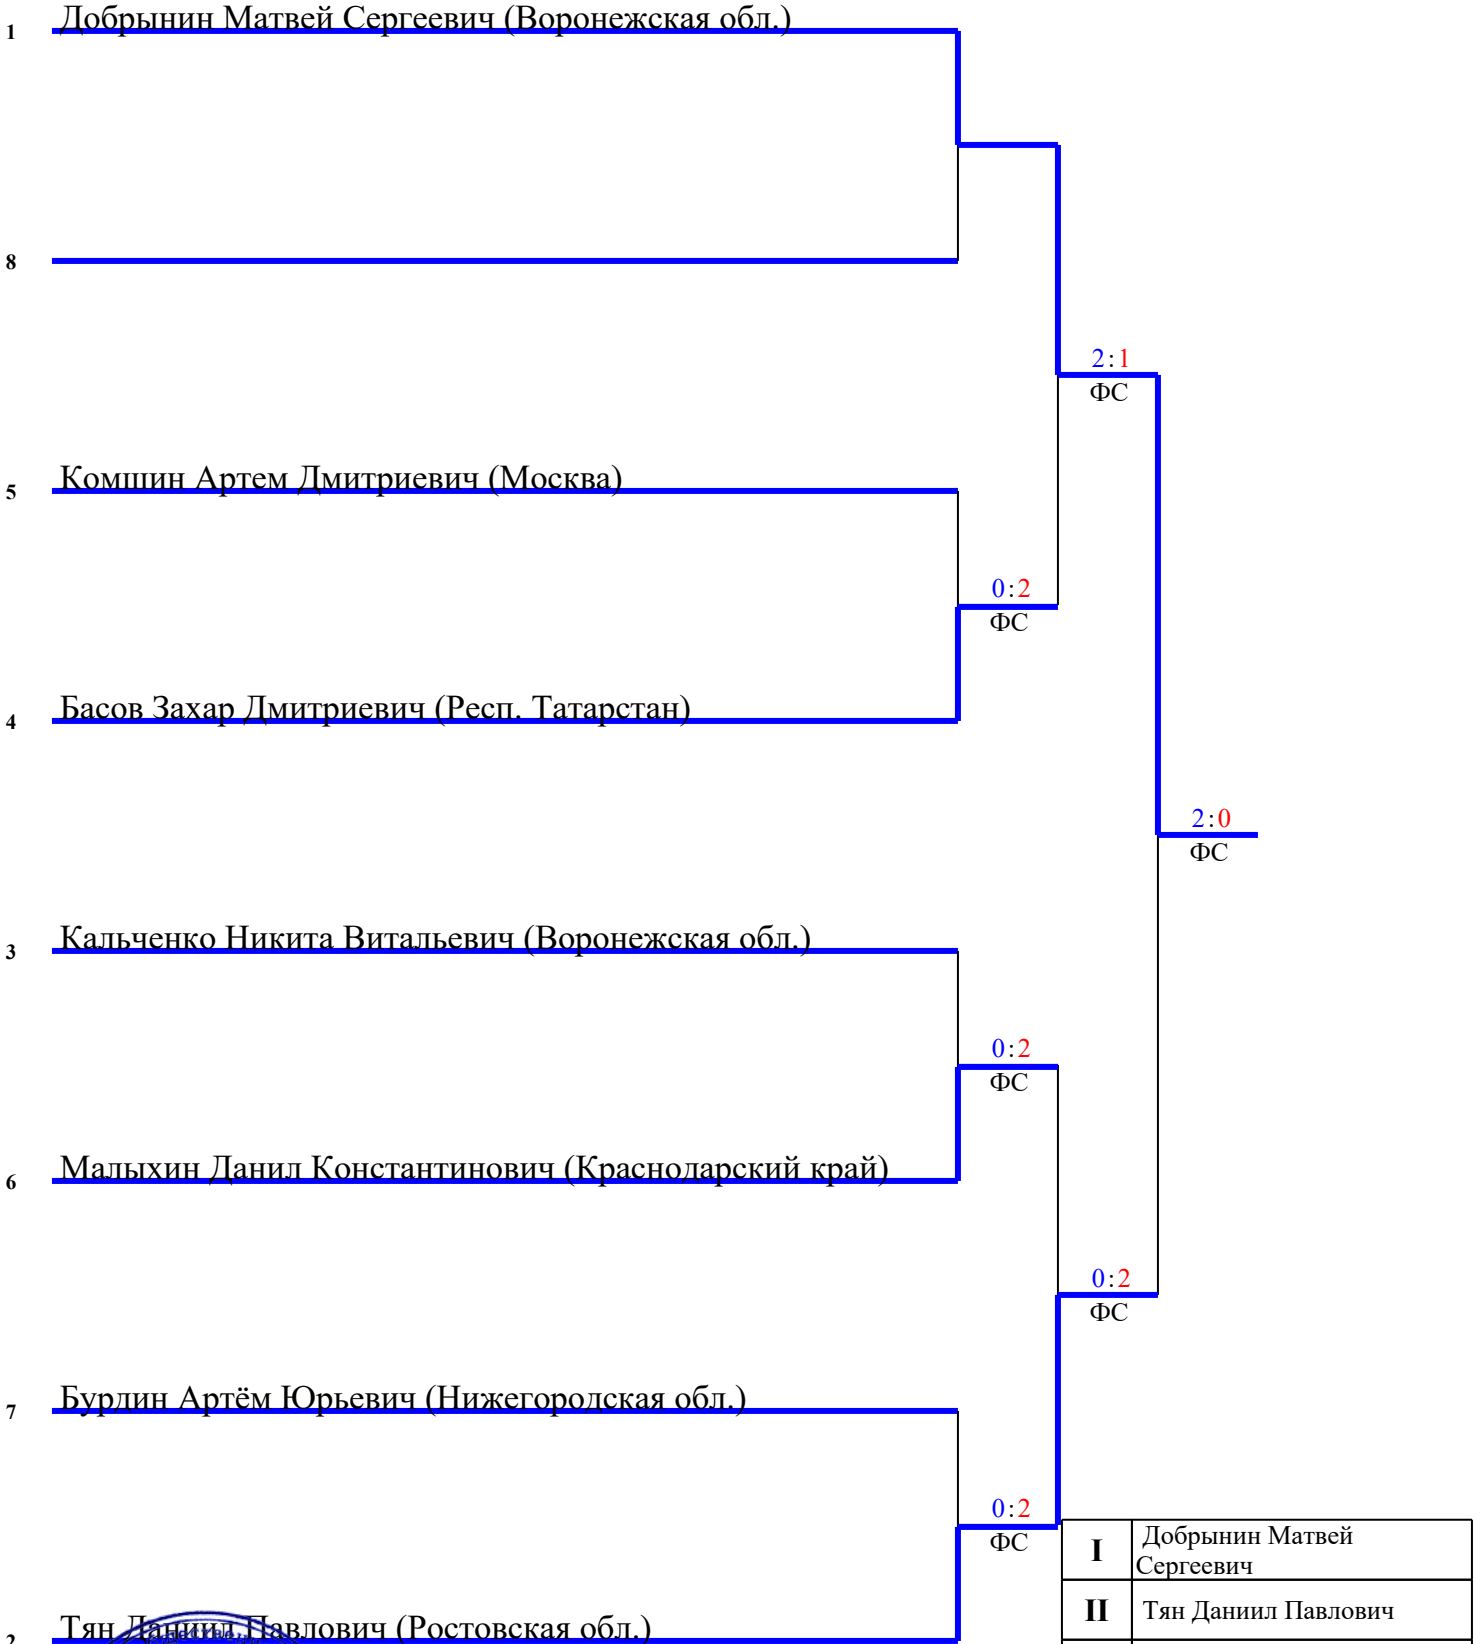 1 Добрынин Матвей Сергеевич (Воронежская обл.)
8
2:1
ФС
5 Комшин Артем Дмитриевич (Москва)
0:2
ФС
4 Басов Захар Дмитриевич (Респ. Татарстан)
2:0
ФС
3 Кальченко Никита Витальевич (Воронежская обл.)
0:2
ФС
6 Малыхин Данил Константинович (Краснодарский край)
0:2
ФС
7 Бурдин Артём Юрьевич (Нижегородская обл.)
0:2
ФС
I Добрынин Матвей
Сергеевич
II Тян Даниил Павлович
2 Тян Даниил Павлович (Ростовская обл.)